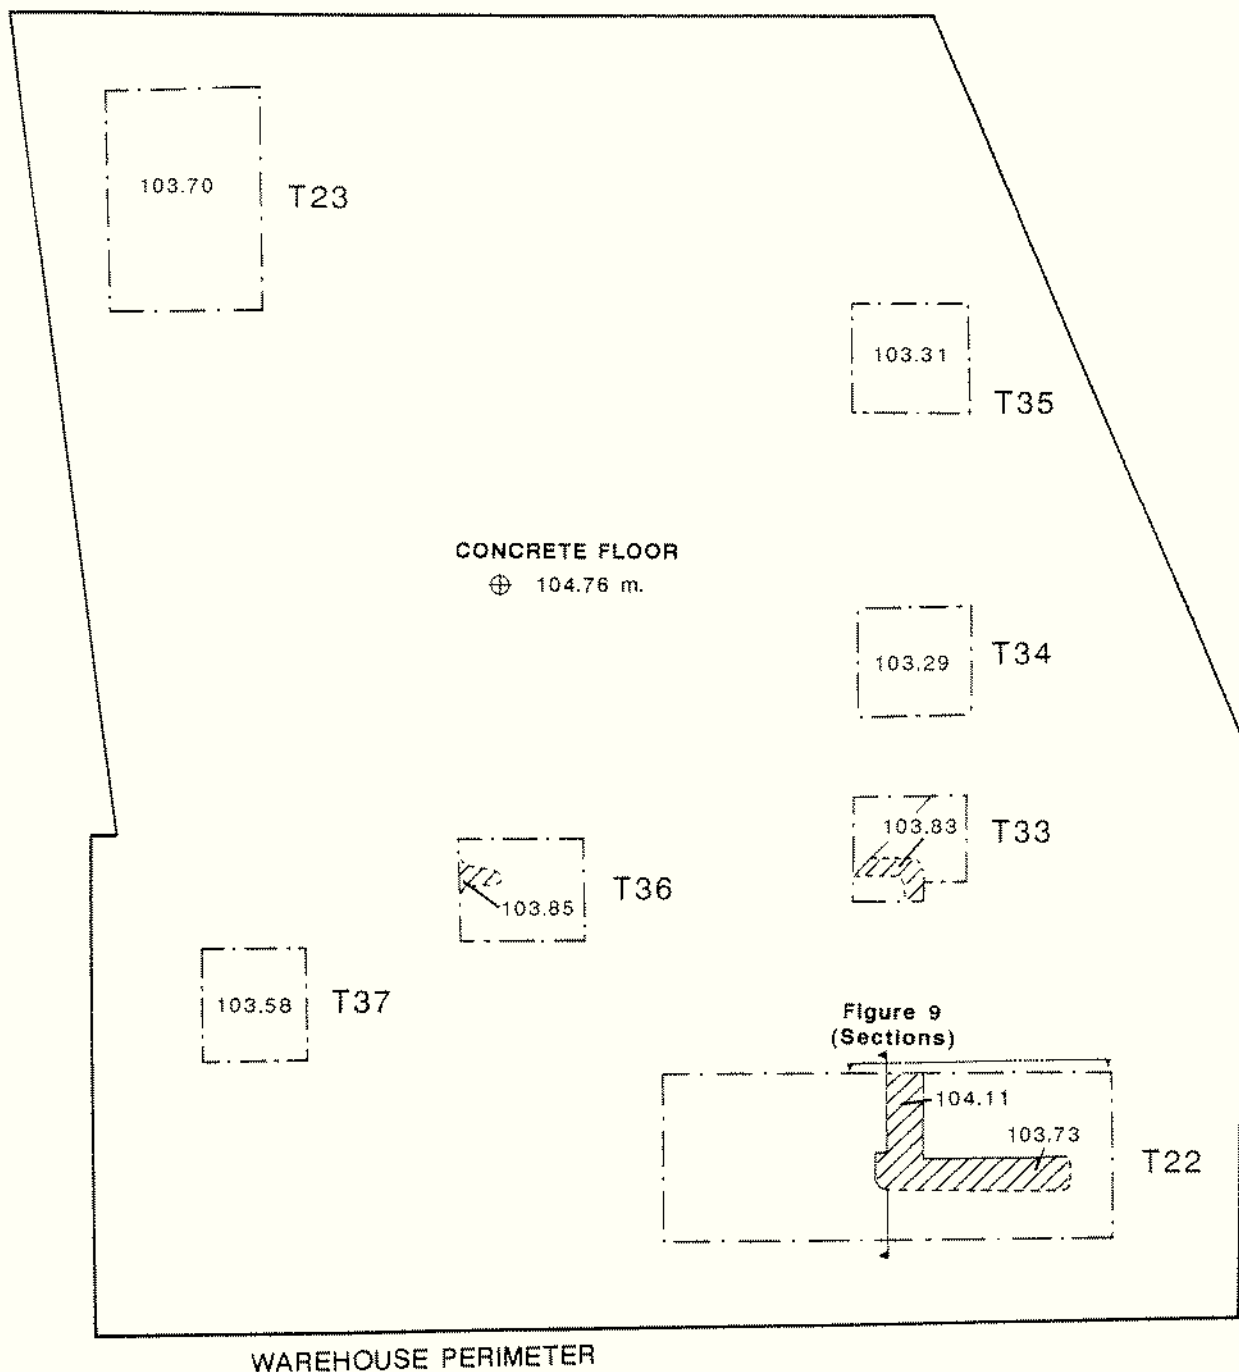 103.70
T23
103.31
T35
CONCRETE FLOOR
104.76 m.
103.29
T34
103.83
T33
103.85
T36
103.58
T37
Figure 9
(Sections)
104.11
103.73
T22
WAREHOUSE PERIMETER